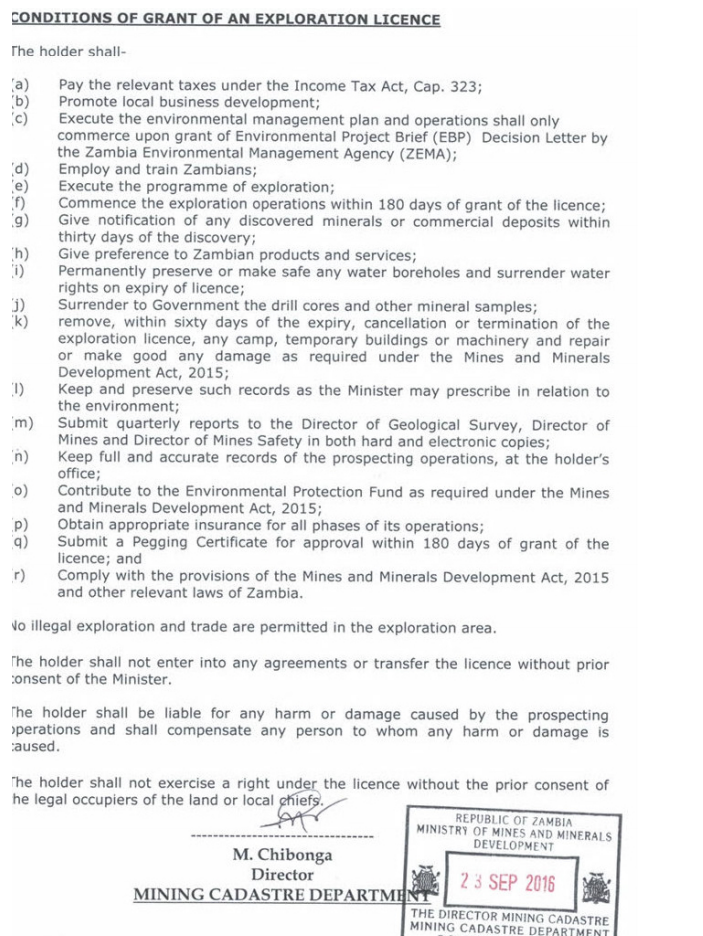 CONDITIONS OF GRANT OF AN EXPLORATION LICENCE
The holder shall-
(a) Pay the relevant taxes under the Income Tax Act, Cap. 323;
(b) Promote local business development;
(c) Execute the environmental management plan and operations shall only
commerce upon grant of Environmental Project Brief (EBP) Decision Letter by
the Zambia Environmental Management Agency (ZEMA);
(d) Employ and train Zambians;
(e) Execute the programme of exploration;
(f) Commence the exploration operations within 180 days of grant of the licence;
(g) Give notification of any discovered minerals or commercial deposits within
thirty days of the discovery;
(h) Give preference to Zambian products and services;
(i) Permanently preserve or make safe any water boreholes and surrender water
rights on expiry of licence;
(j) Surrender to Government the drill cores and other mineral samples;
(k) remove, within sixty days of the expiry, cancellation or termination of the
exploration licence, any camp, temporary buildings or machinery and repair
or make good any damage as required under the Mines and Minerals
Development Act, 2015;
(l) Keep and preserve such records as the Minister may prescribe in relation to
the environment;
(m) Submit quarterly reports to the Director of Geological Survey, Director of
Mines and Director of Mines Safety in both hard and electronic copies;
(n) Keep full and accurate records of the prospecting operations, at the holder's
office;
(o) Contribute to the Environmental Protection Fund as required under the Mines
and Minerals Development Act, 2015;
(p) Obtain appropriate insurance for all phases of its operations;
(q) Submit a Pegging Certificate for approval within 180 days of grant of the
licence; and
(r) Comply with the provisions of the Mines and Minerals Development Act, 2015
and other relevant laws of Zambia.
No illegal exploration and trade are permitted in the exploration area.
The holder shall not enter into any agreements or transfer the licence without prior
consent of the Minister.
The holder shall be liable for any harm or damage caused by the prospecting
operations and shall compensate any person to whom any harm or damage is
caused.
The holder shall not exercise a right under the licence without the prior consent of
the legal occupiers of the land or local chiefs.
M. Chibonga
Director
MINING CADASTRE DEPARTMENT
REPUBLIC OF ZAMBIA
MINISTRY OF MINES AND MINERALS
DEVELOPMENT
23 SEP 2016
THE DIRECTOR MINING CADASTRE
MINING CADASTRE DEPARTMENT